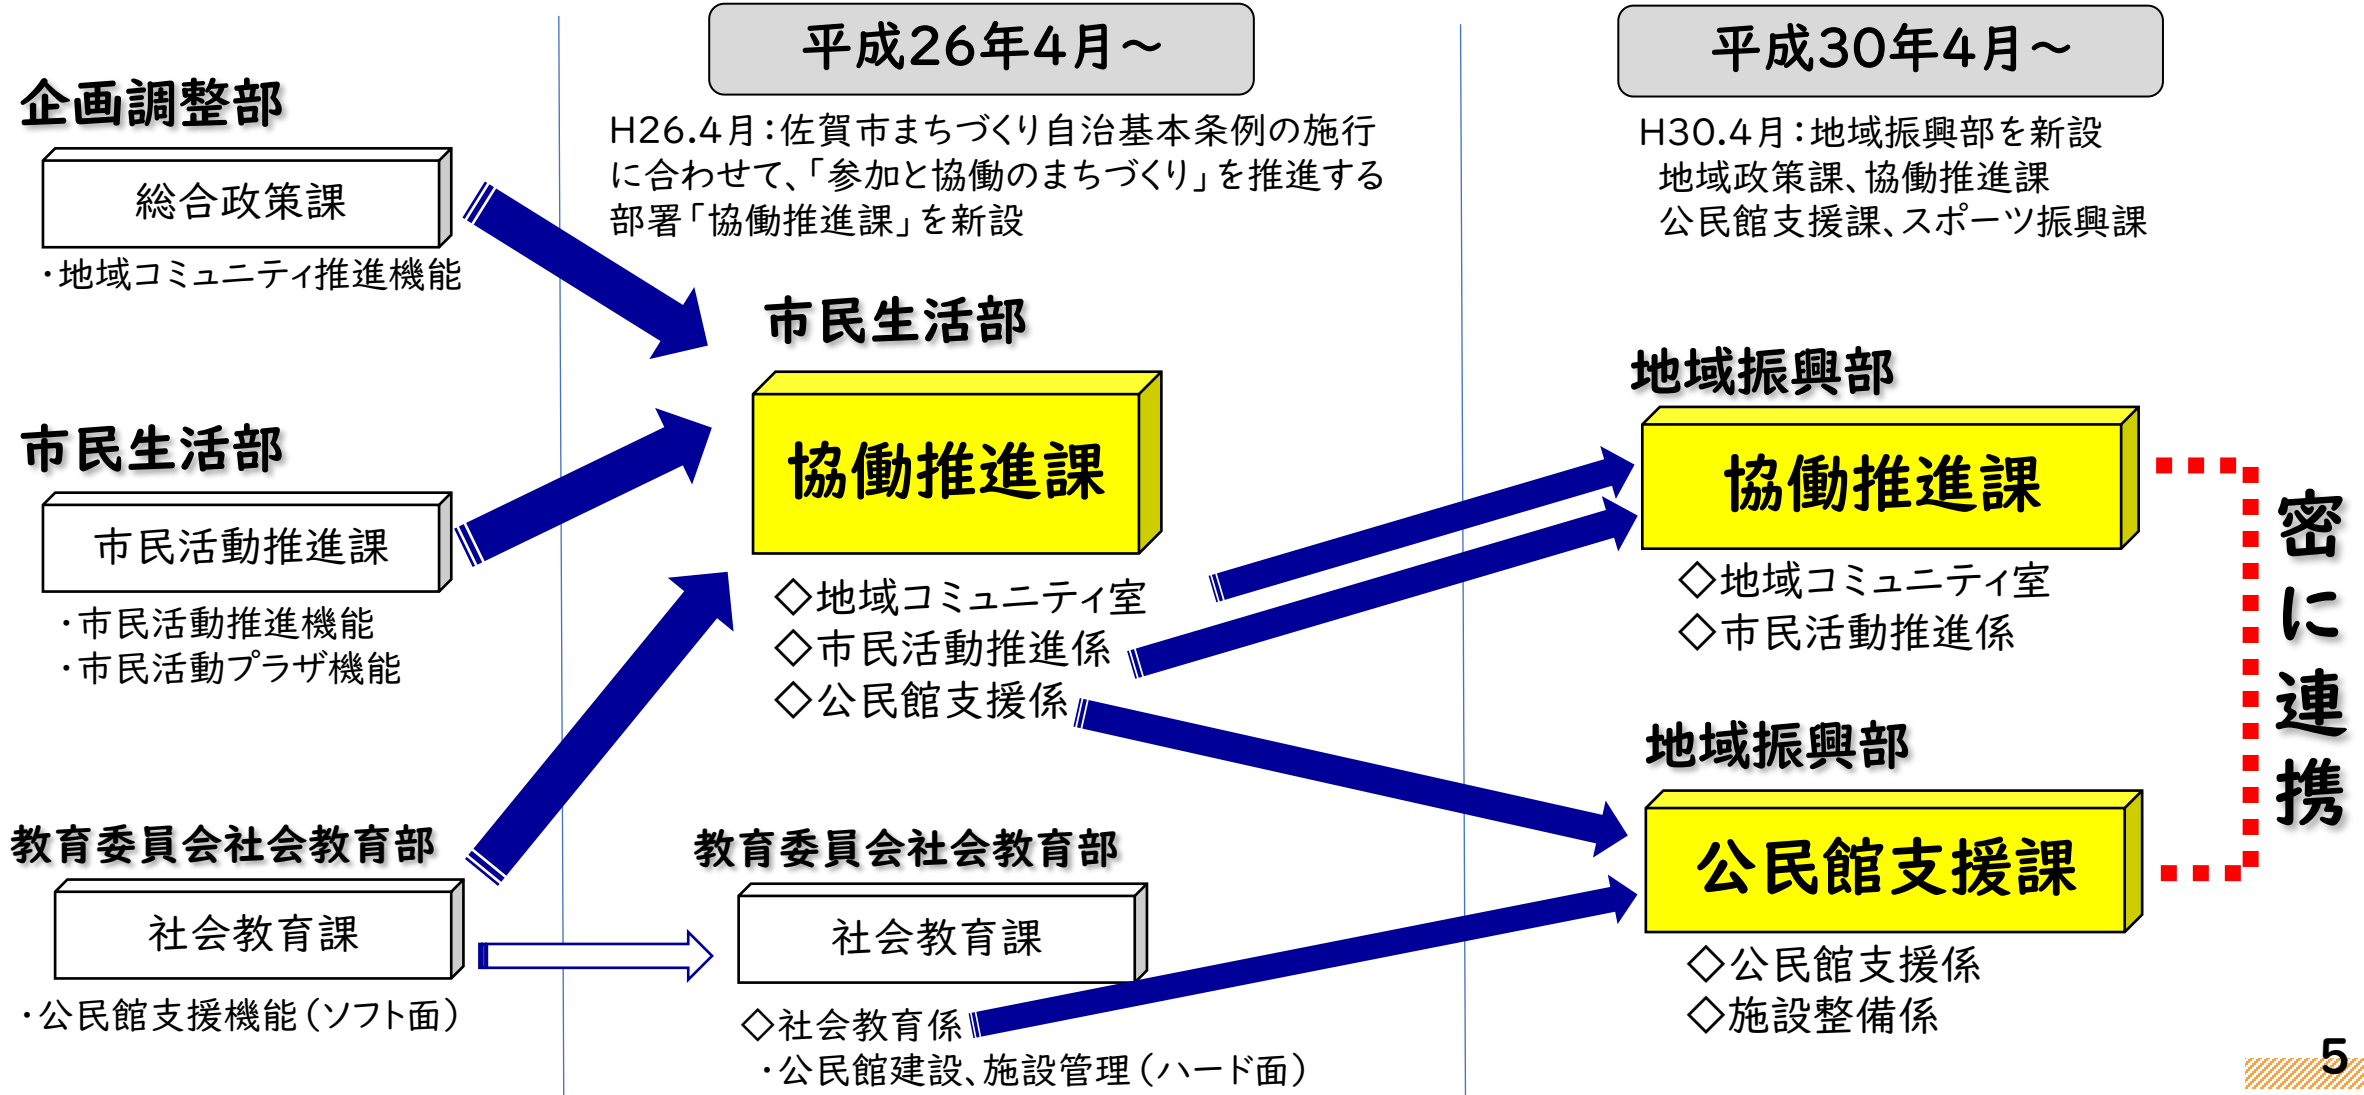 企画調整部
総合政策課
・地域コミュニティ推進機能
市民生活部
市民活動推進課
・市民活動推進機能
・市民活動プラザ機能
教育委員会社会教育部
社会教育課
・公民館支援機能（ソフト面）
平成26年4月～
H26.4月：佐賀市まちづくり自治基本条例の施行
に合わせて、「参加と協働のまちづくり」を推進する
部署「協働推進課」を新設
市民生活部
協働推進課
◇地域コミュニティ室
◇市民活動推進係
◇公民館支援係
教育委員会社会教育部
社会教育課
◇社会教育係
・公民館建設、施設管理（ハード面）
平成30年4月～
H30.4月：地域振興部を新設
地域政策課、協働推進課
公民館支援課、スポーツ振興課
地域振興部
協働推進課
◇地域コミュニティ室
◇市民活動推進係
地域振興部
公民館支援課
◇公民館支援係
◇施設整備係
密に連携
5